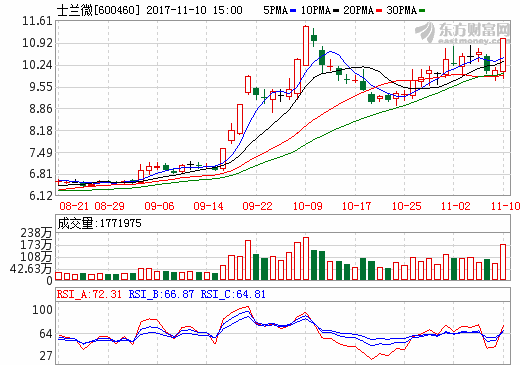 士兰微[600460] 2017-11-10 15:00 5PMA 10PMA 20PMA 30PMA
东方财富网
eastmoney.com
11.61
10.92
10.24
9.55
8.86
8.18
7.49
6.81
6.12
08-21 08-29 09-06 09-14 09-22 10-09 10-17 10-25 11-02 11-10
成交量:1771975
238万
173万
108万
42.63万
0
RSI_A:72.31 RSI_B:66.87 RSI_C:64.81
100
64
27